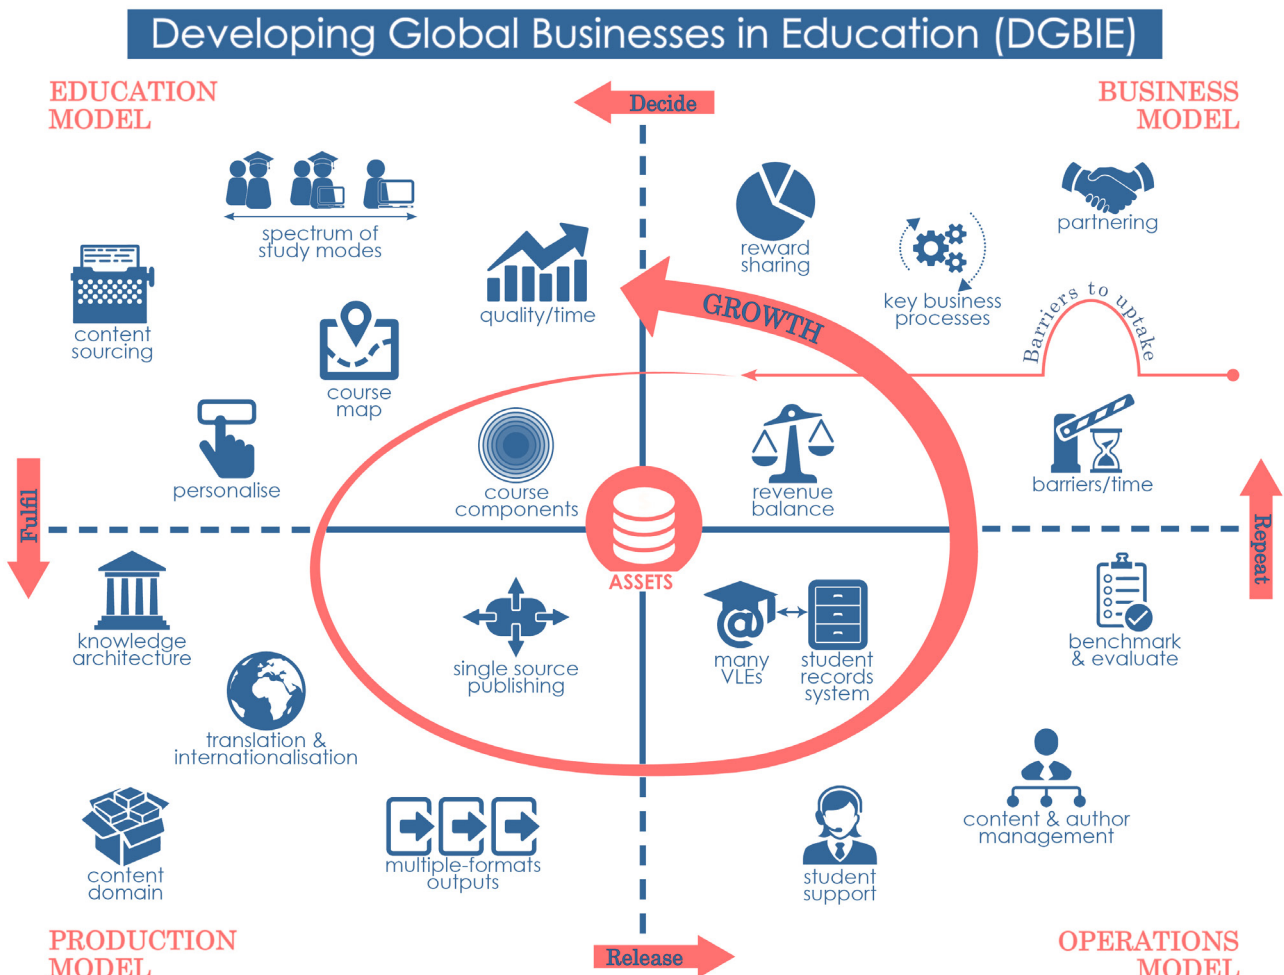 Developing Global Businesses in Education (DGBIE)
EDUCATION
MODEL
Decide
BUSINESS
MODEL
spectrum of
study modes
content
sourcing
quality/time
course
map
personalise
course
components
reward
sharing
key business
processes
partnering
GROWTH
Barriers to uptake
revenue
balance
barriers/time
Fulfil
Repeat
ASSETS
knowledge
architecture
translation &
internationalisation
content
domain
single source
publishing
multiple-formats
outputs
@
many
VLEs
student
records
system
benchmark
& evaluate
content & author
management
student
support
PRODUCTION
MODEL
Release
OPERATIONS
MODEL